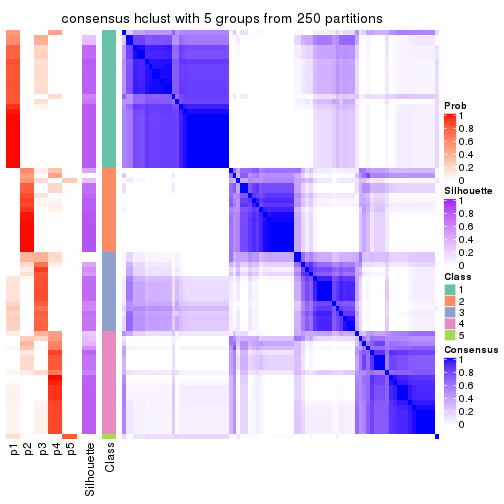 consensus hclust with 5 groups from 250 partitions
Prob
1
0.8
0.6
0.4
0.2
0
Silhouette
1
0.8
0.6
0.4
0.2
0
Class
1
2
3
4
5
Consensus
1
0.8
0.6
0.4
0.2
0
p1
p2
p3
p4
p5
Silhouette
Class